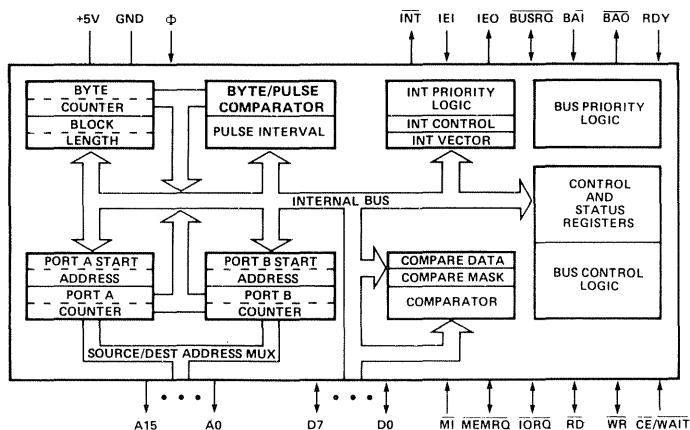 +5V GND Φ INT IEI IEO BUSRQ BAI BAO RDY
BYTE
COUNTER
BLOCK
LENGTH
BYTE/PULSE
COMPARATOR
PULSE INTERVAL
INT PRIORITY
LOGIC
INT CONTROL
INT VECTOR
BUS PRIORITY
LOGIC
INTERNAL BUS
CONTROL
AND
STATUS
REGISTERS
BUS CONTROL
LOGIC
PORT A START
ADDRESS
PORT A
COUNTER
PORT B START
ADDRESS
PORT B
COUNTER
COMPARE DATA
COMPARE MASK
COMPARATOR
SOURCE/DEST ADDRESS MUX
A15 • • • A0 D7 • • • D0 MI MEMRQ IORQ RD WR CE/WAIT